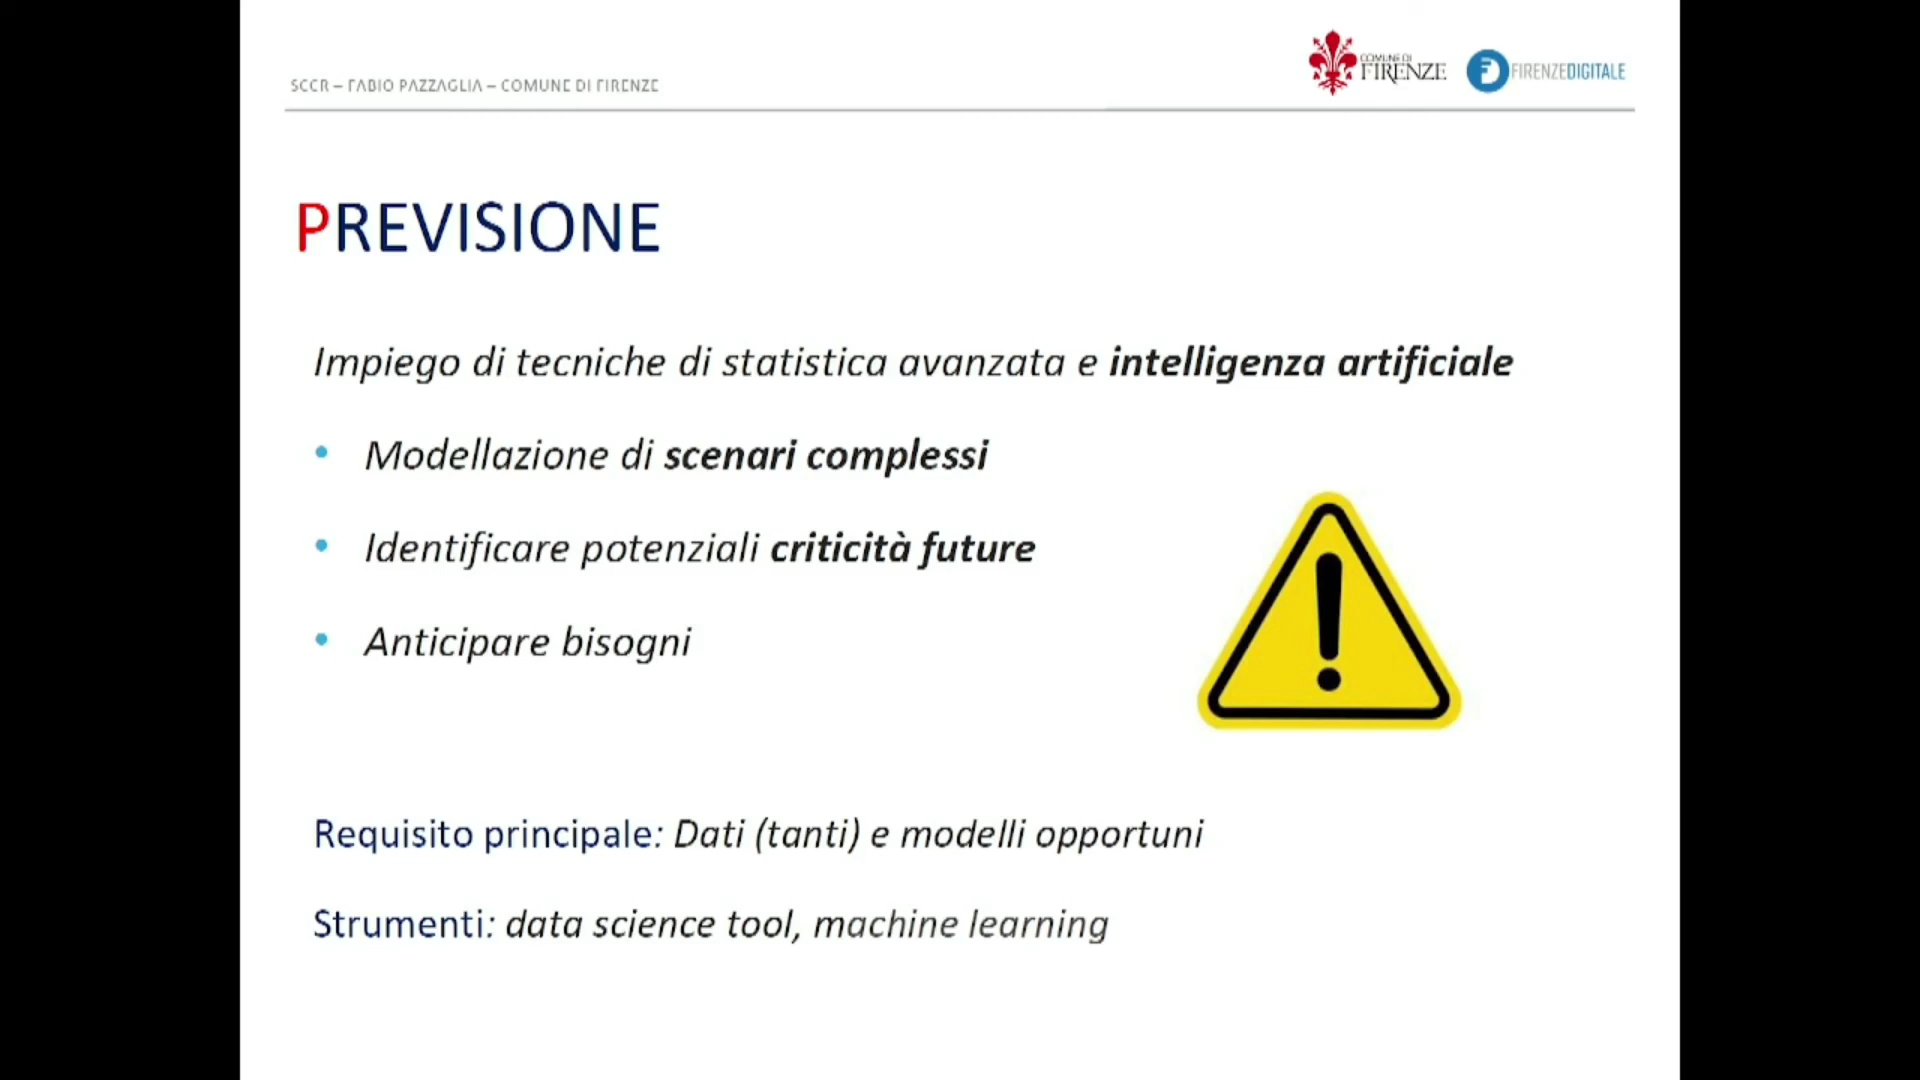 SCCR – FABIO PAZZAGLIA – COMUNE DI FIRENZE
COMUNE DI
FIRENZE
FIRENZEDIGITALE
PREVISIONE
Impiego di tecniche di statistica avanzata e intelligenza artificiale
• Modellazione di scenari complessi
• Identificare potenziali criticità future
• Anticipare bisogni
Requisito principale: Dati (tanti) e modelli opportuni
Strumenti: data science tool, machine learning